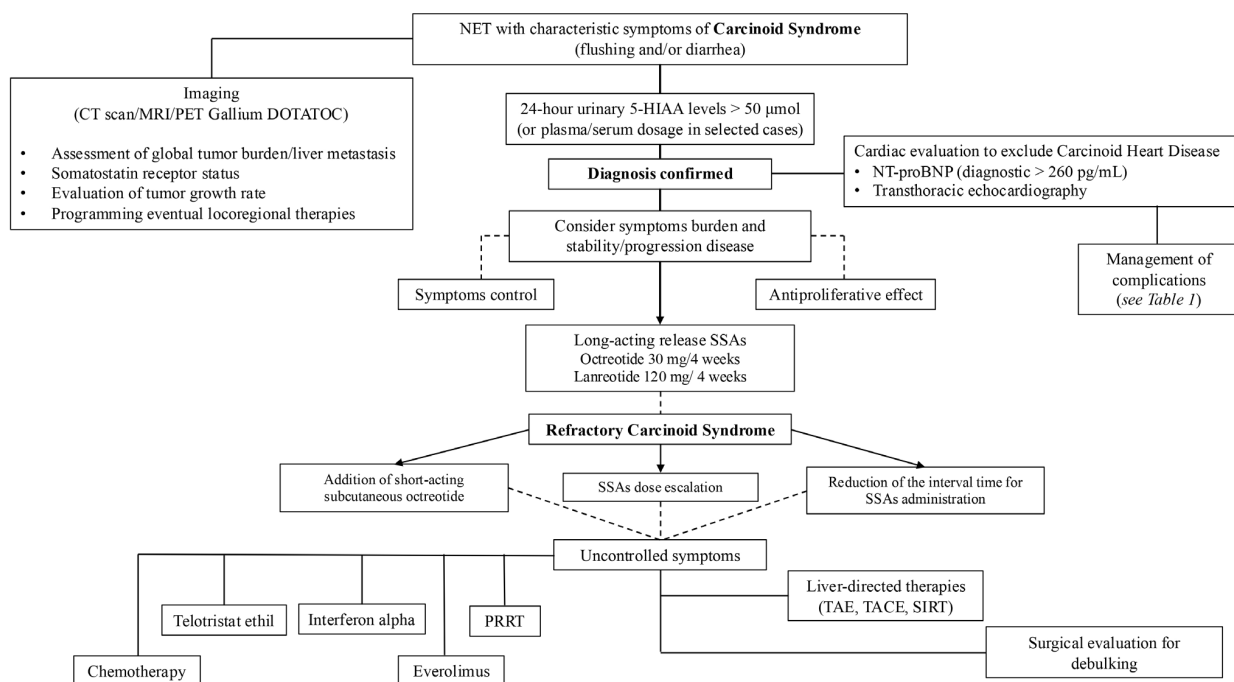 NET with characteristic symptoms of Carcinoid Syndrome
(flushing and/or diarrhea)
Imaging
(CT scan/MRI/PET Gallium DOTATOC)
• Assessment of global tumor burden/liver metastasis
• Somatostatin receptor status
• Evaluation of tumor growth rate
• Programming eventual locoregional therapies
24-hour urinary 5-HIAA levels > 50 μmol
(or plasma/serum dosage in selected cases)
Diagnosis confirmed
Cardiac evaluation to exclude Carcinoid Heart Disease
• NT-proBNP (diagnostic > 260 pg/mL)
• Transthoracic echocardiography
Consider symptoms burden and
stability/progression disease
Management of
complications
(see Table 1)
Symptoms control
Antiproliferative effect
Long-acting release SSAs
Octreotide 30 mg/4 weeks
Lanreotide 120 mg/ 4 weeks
Refractory Carcinoid Syndrome
Addition of short-acting
subcutaneous octreotide
SSAs dose escalation
Reduction of the interval time for
SSAs administration
Uncontrolled symptoms
Liver-directed therapies
(TAE, TACE, SIRT)
Telotristat ethil
Interferon alpha
PRRT
Surgical evaluation for
debulking
Chemotherapy
Everolimus